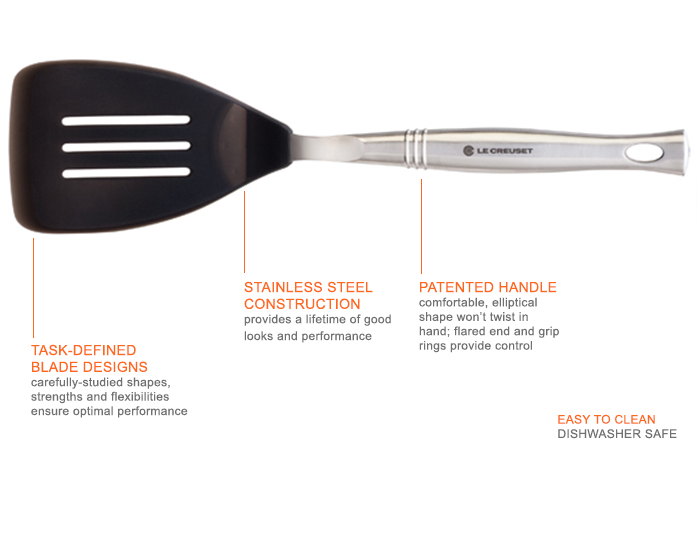 LE CREUSET
STAINLESS STEEL
CONSTRUCTION
provides a lifetime of good
looks and performance
PATENTED HANDLE
comfortable, elliptical
shape won't twist in
hand; flared end and grip
rings provide control
TASK-DEFINED
BLADE DESIGNS
carefully-studied shapes,
strengths and flexibilities
ensure optimal performance
EASY TO CLEAN
DISHWASHER SAFE